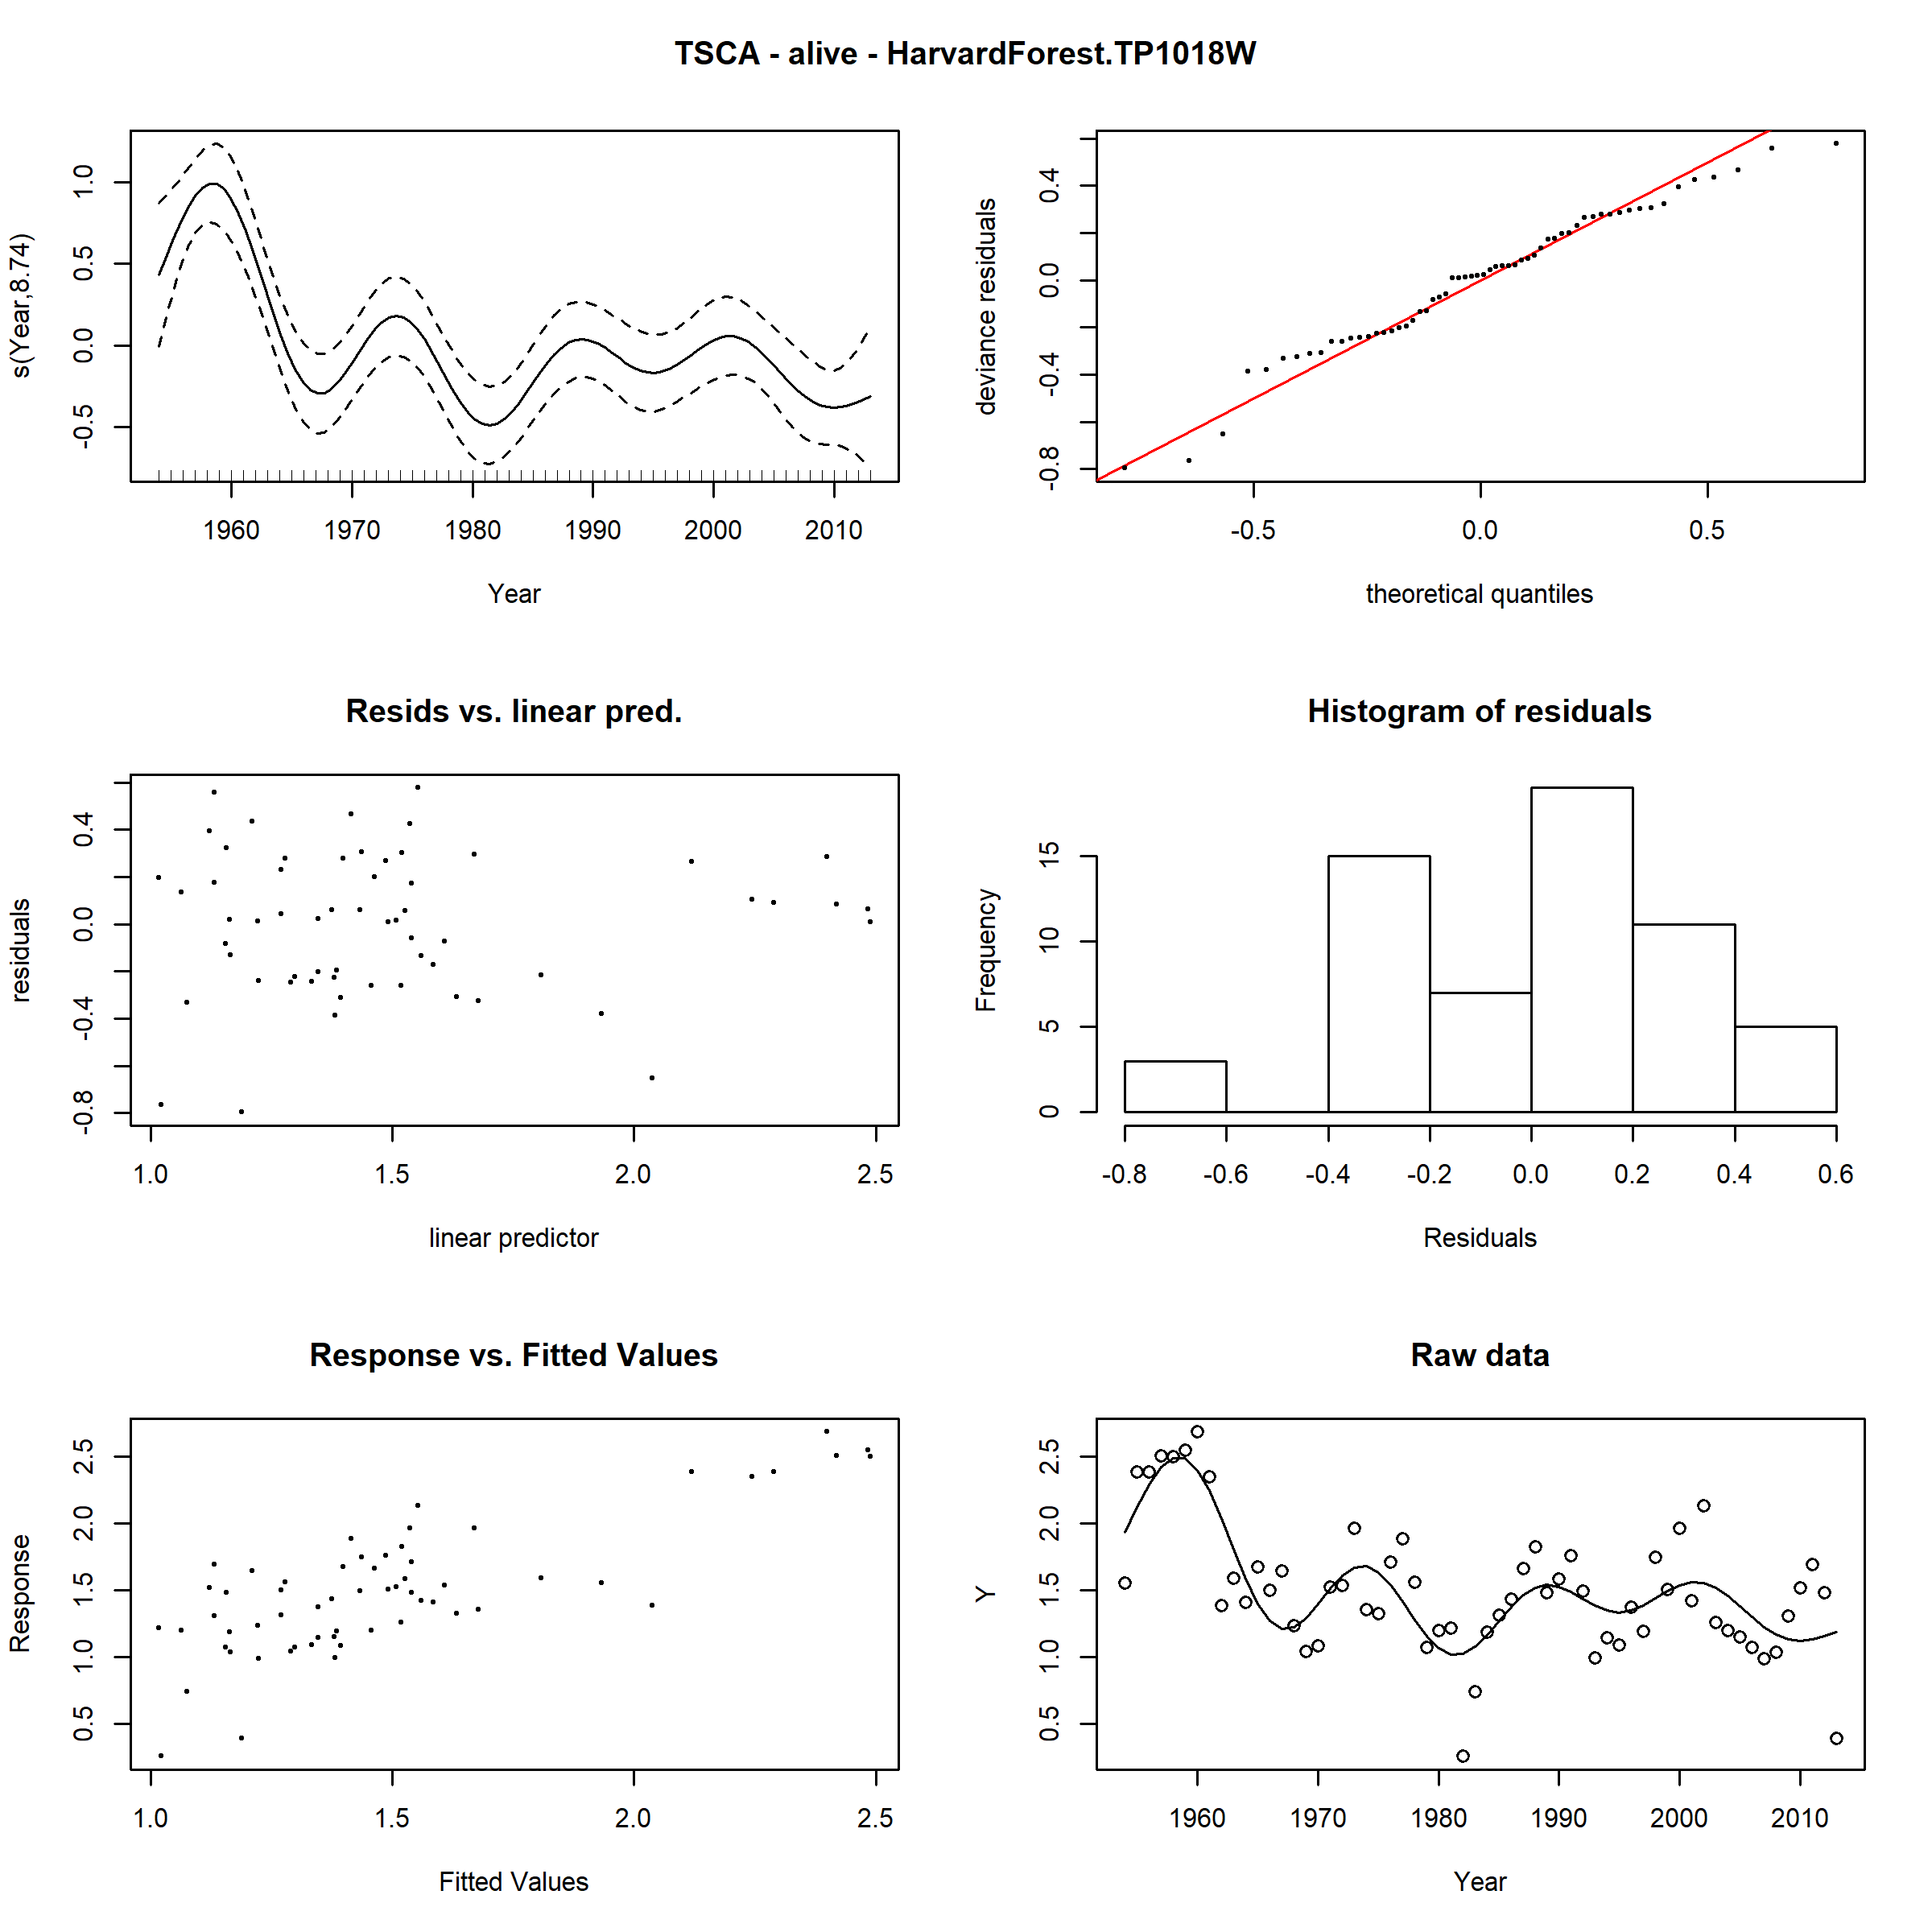 TSCA - alive - HarvardForest.TP1018W
s(Year,8.74)
-0.5 0.0 0.5 1.0
1960 1970 1980 1990 2000 2010
Year
deviance residuals
-0.8 -0.4 0.0 0.4
-0.5 0.0 0.5
theoretical quantiles
Resids vs. linear pred.
residuals
-0.8 -0.4 0.0 0.4
1.0 1.5 2.0 2.5
linear predictor
Histogram of residuals
Frequency
0 5 10 15
-0.8 -0.6 -0.4 -0.2 0.0 0.2 0.4 0.6
Residuals
Response vs. Fitted Values
Response
0.5 1.0 1.5 2.0 2.5
1.0 1.5 2.0 2.5
Fitted Values
Raw data
Y
0.5 1.0 1.5 2.0 2.5
1960 1970 1980 1990 2000 2010
Year